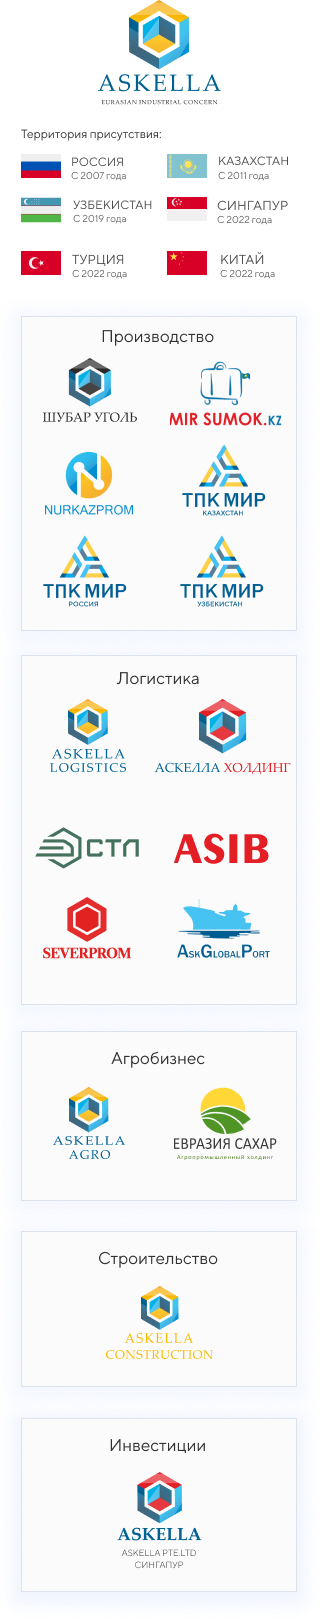 ASKELLA
EURASIAN INDUSTRIAL CONCERN
Территория присутствия:
РОССИЯ
С 2007 года
КАЗАХСТАН
С 2011 года
УЗБЕКИСТАН
С 2019 года
СИНГАПУР
С 2022 года
ТУРЦИЯ
С 2022 года
КИТАЙ
С 2022 года
Производство
ШУБАР УГОЛЬ
MIR SUMOK.KZ
NURKAZPROM
ТПК МИР
КАЗАХСТАН
ТПК МИР
РОССИЯ
ТПК МИР
УЗБЕКИСТАН
Логистика
ASKELLA
LOGISTICS
АСКЕЛЛА ХОЛДИНГ
СТЛ
ASIB
SEVERPROM
ASKGLOBALPORT
Агробизнес
ASKELLA
AGRO
ЕВРАЗИЯ САХАР
Агропромышленный холдинг
Строительство
ASKELLA
CONSTRUCTION
Инвестиции
ASKELLA
ASKELLA PTE.LTD
СИНГАПУР